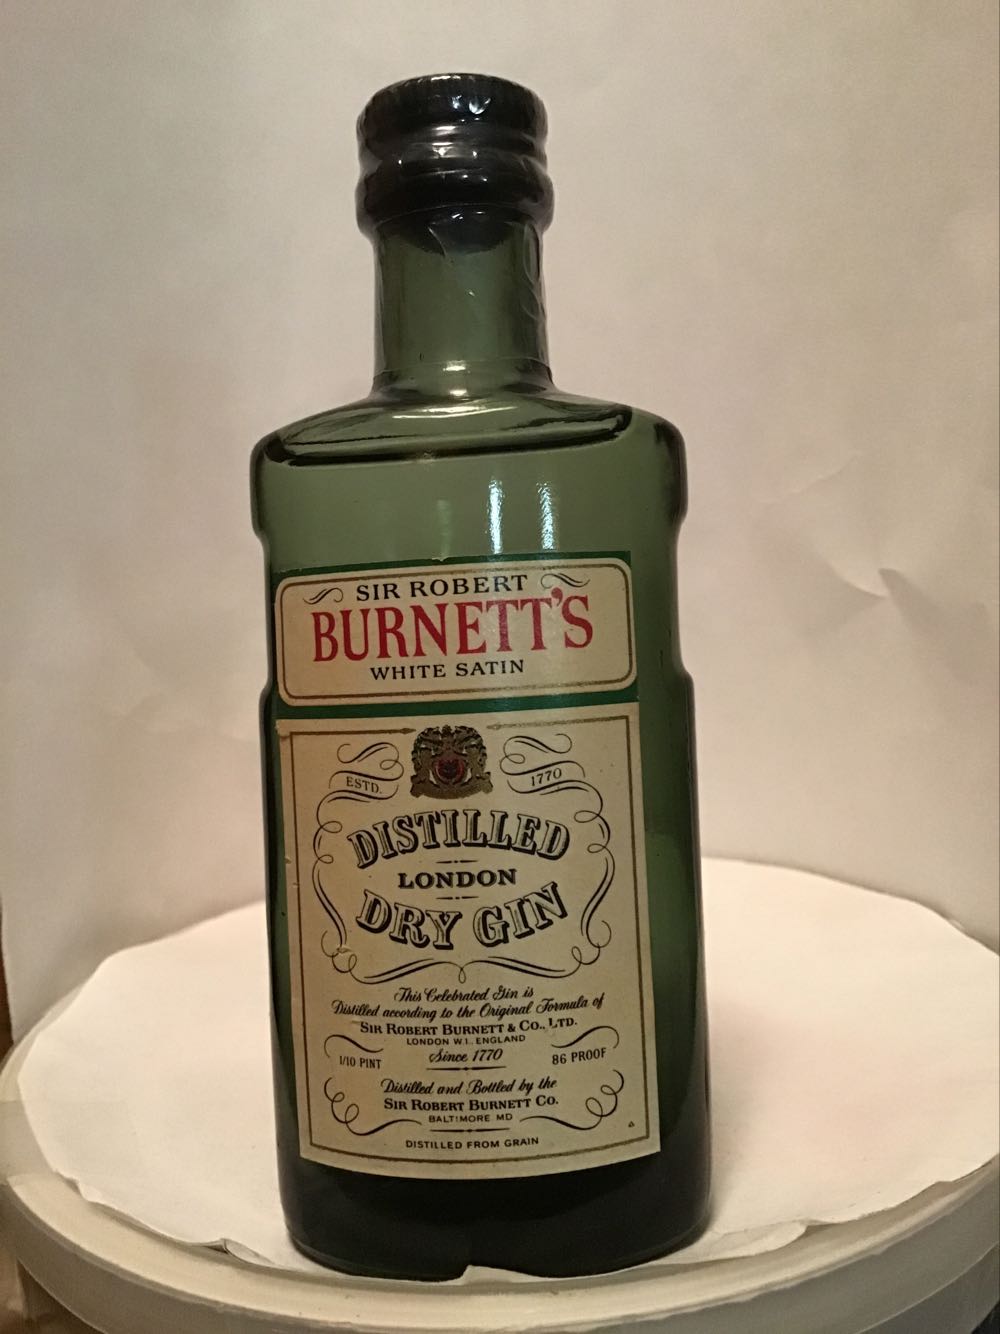 SIR ROBERT
BURNETT'S
WHITE SATIN
ESTD. 1770
DISTILLED
LONDON
DRY GIN
This Celebrated Gin is
Distilled according to the Original Formula of
SIR ROBERT BURNETT & CO., LTD.
LONDON W.I., ENGLAND
1/10 PINT Since 1770 86 PROOF
Distilled and Bottled by the
SIR ROBERT BURNETT CO.
BALTIMORE MD
DISTILLED FROM GRAIN